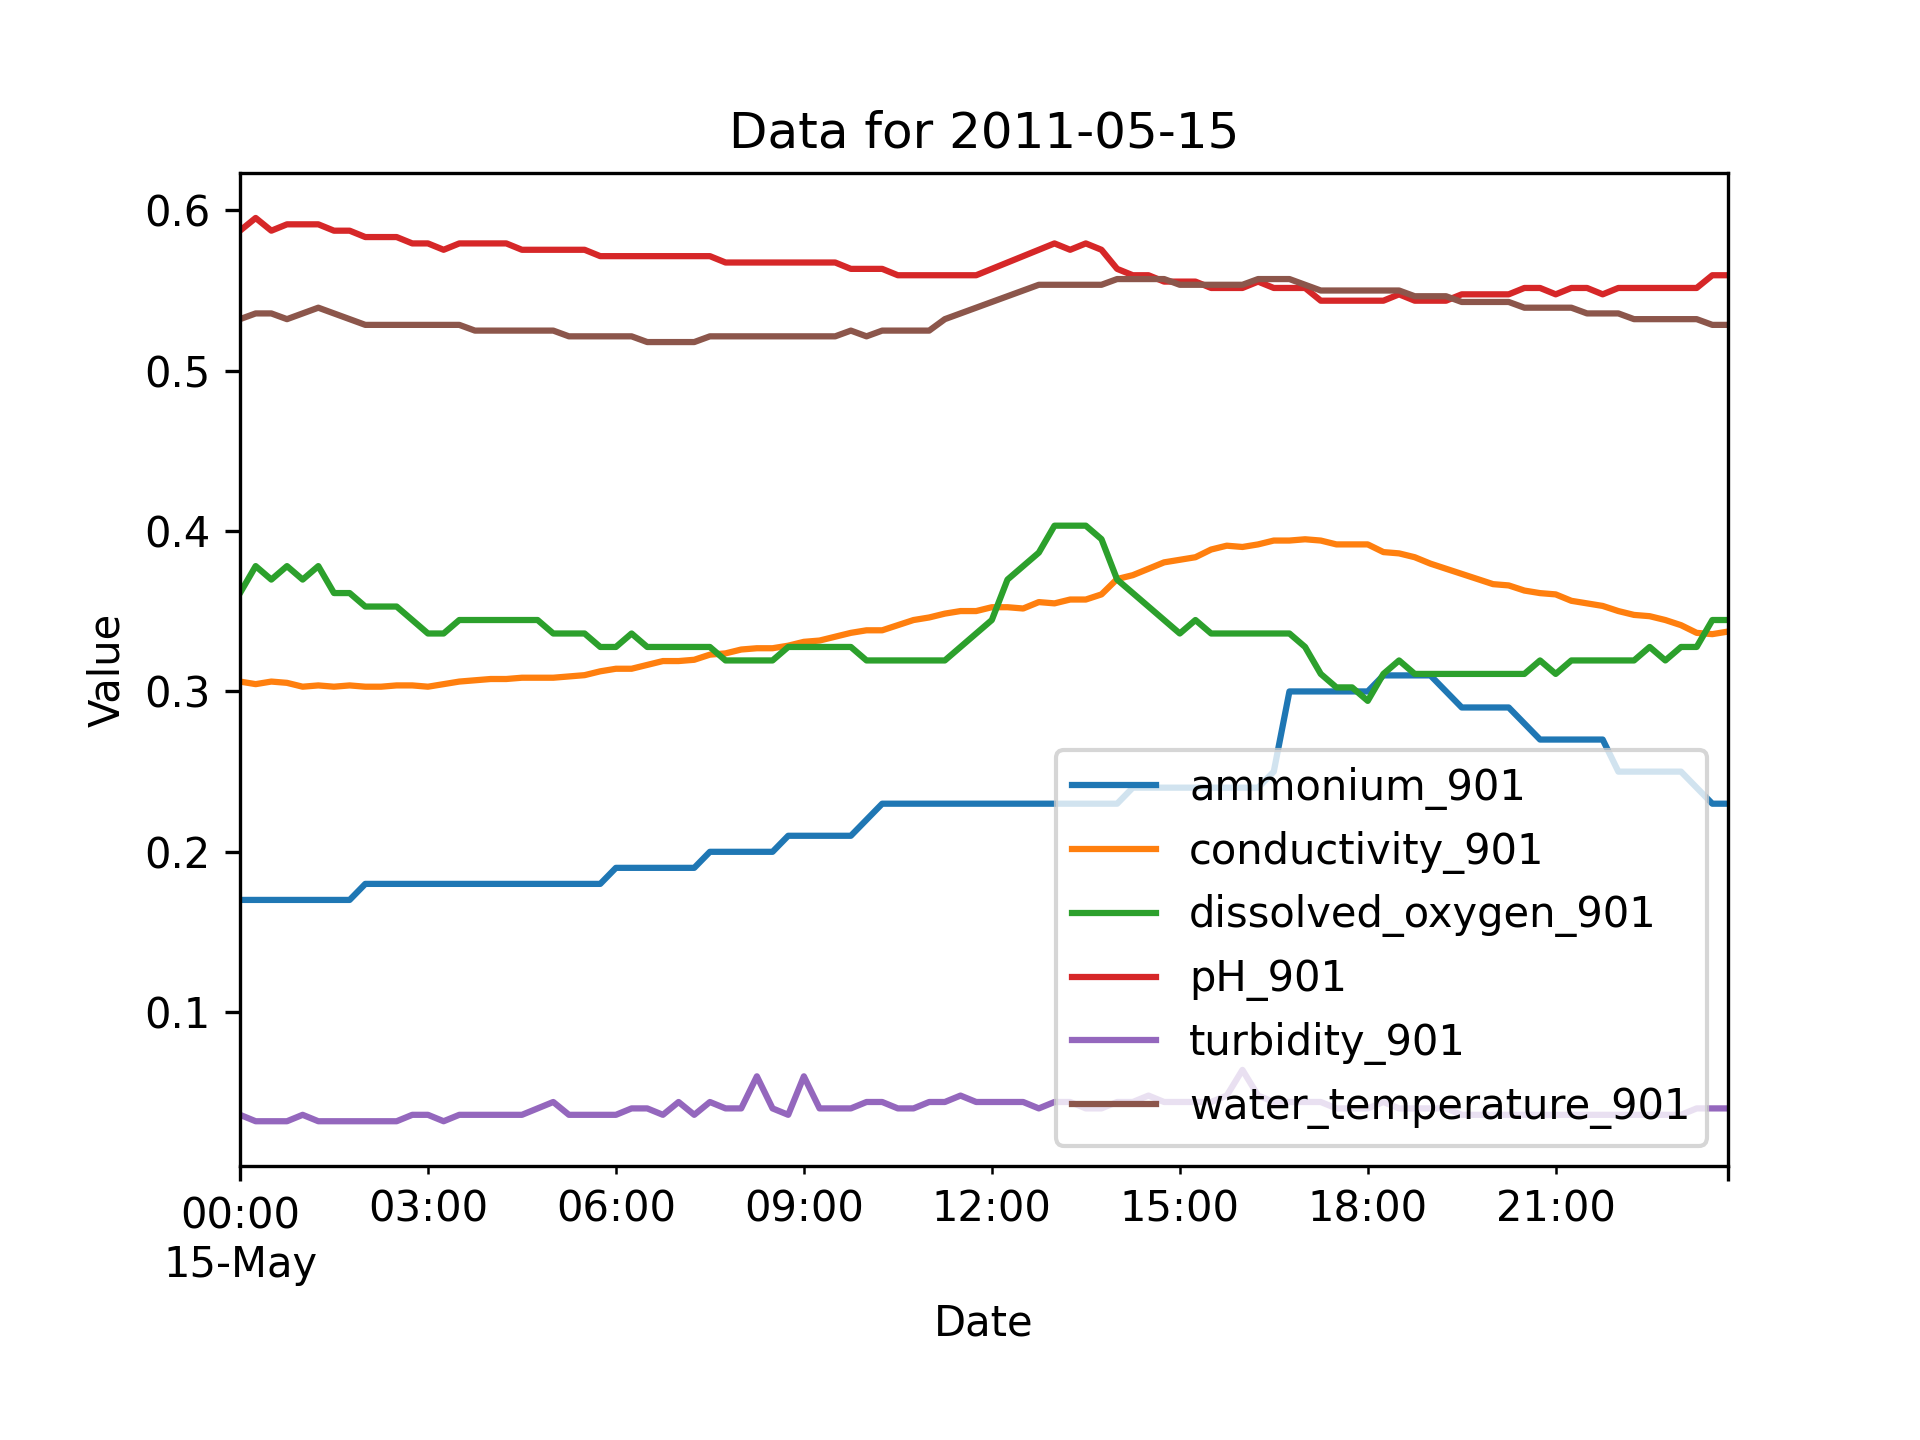 Data for 2011-05-15
0.6
0.5
0.4
0.3
0.2
0.1
Value
ammonium_901
conductivity_901
dissolved_oxygen_901
pH_901
turbidity_901
water_temperature_901
00:00 03:00 06:00 09:00 12:00 15:00 18:00 21:00
15-May
Date